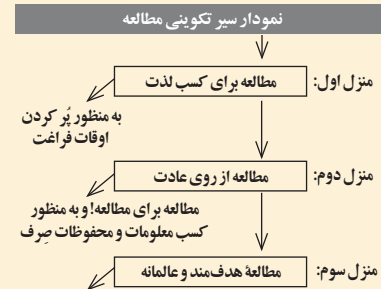 نمودار سیر تکوینی مطالعه
منزل اول: مطالعه برای کسب لذت
به منظور پُر کردن
اوقات فراغت
منزل دوم: مطالعه از روی عادت
مطالعه برای مطالعه! و به منظور
کسب معلومات و محفوظات صِرف
منزل سوم: مطالعهٔ هدف‌مند و عالمانه